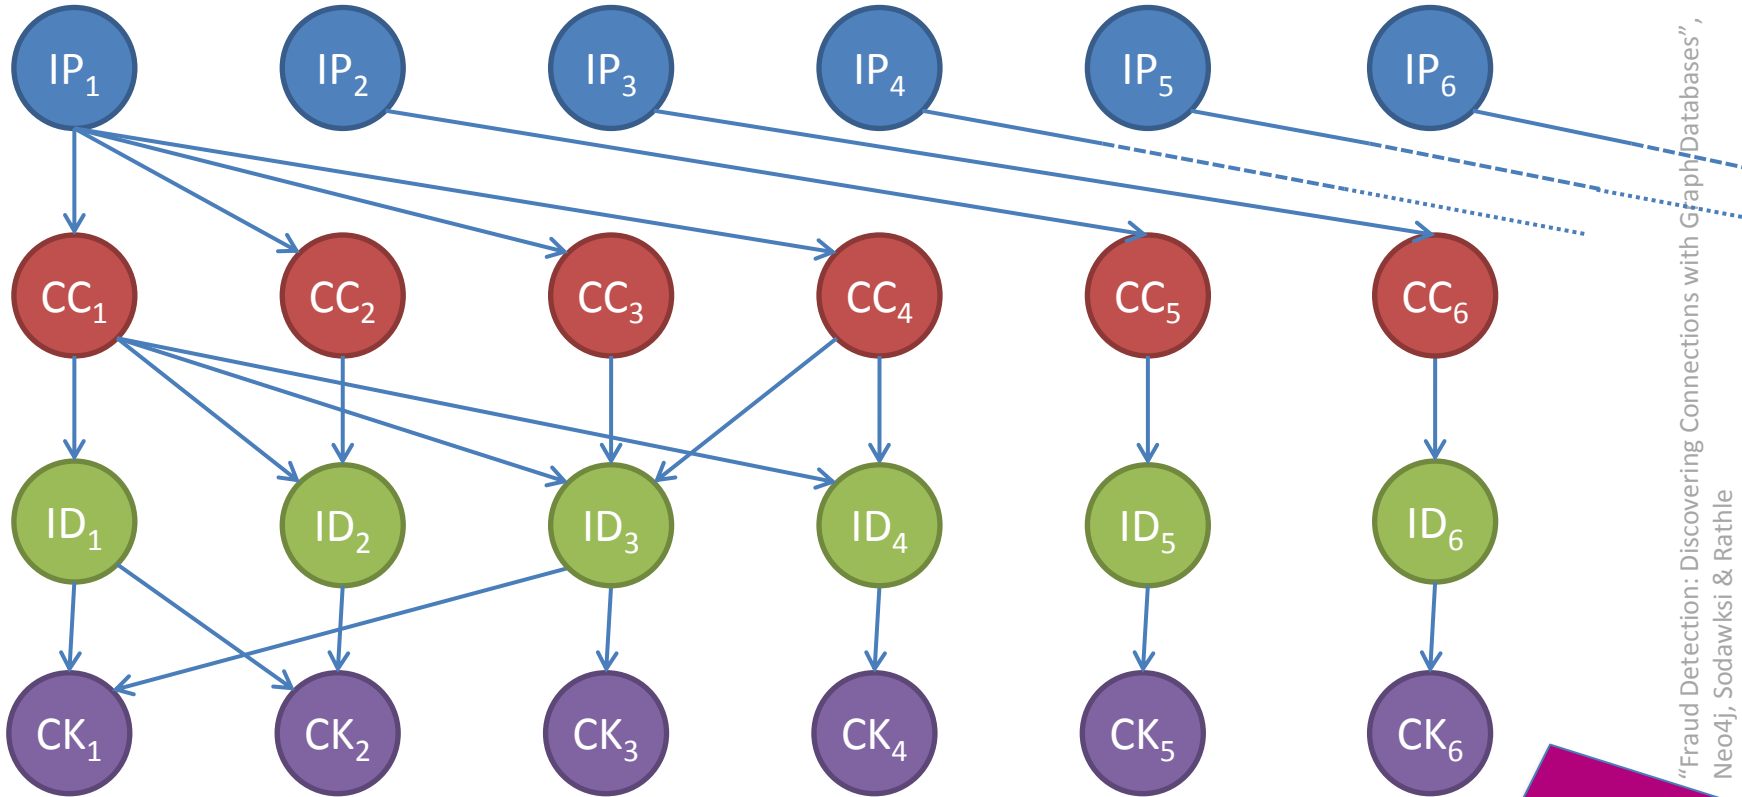 IP1 IP2 IP3 IP4 IP5 IP6
CC1 CC2 CC3 CC4 CC5 CC6
ID1 ID2 ID3 ID4 ID5 ID6
CK1 CK2 CK3 CK4 CK5 CK6
“Fraud Detection: Discovering Connections with Graph Databases”,
Neo4j, Sodawksi & Rathle